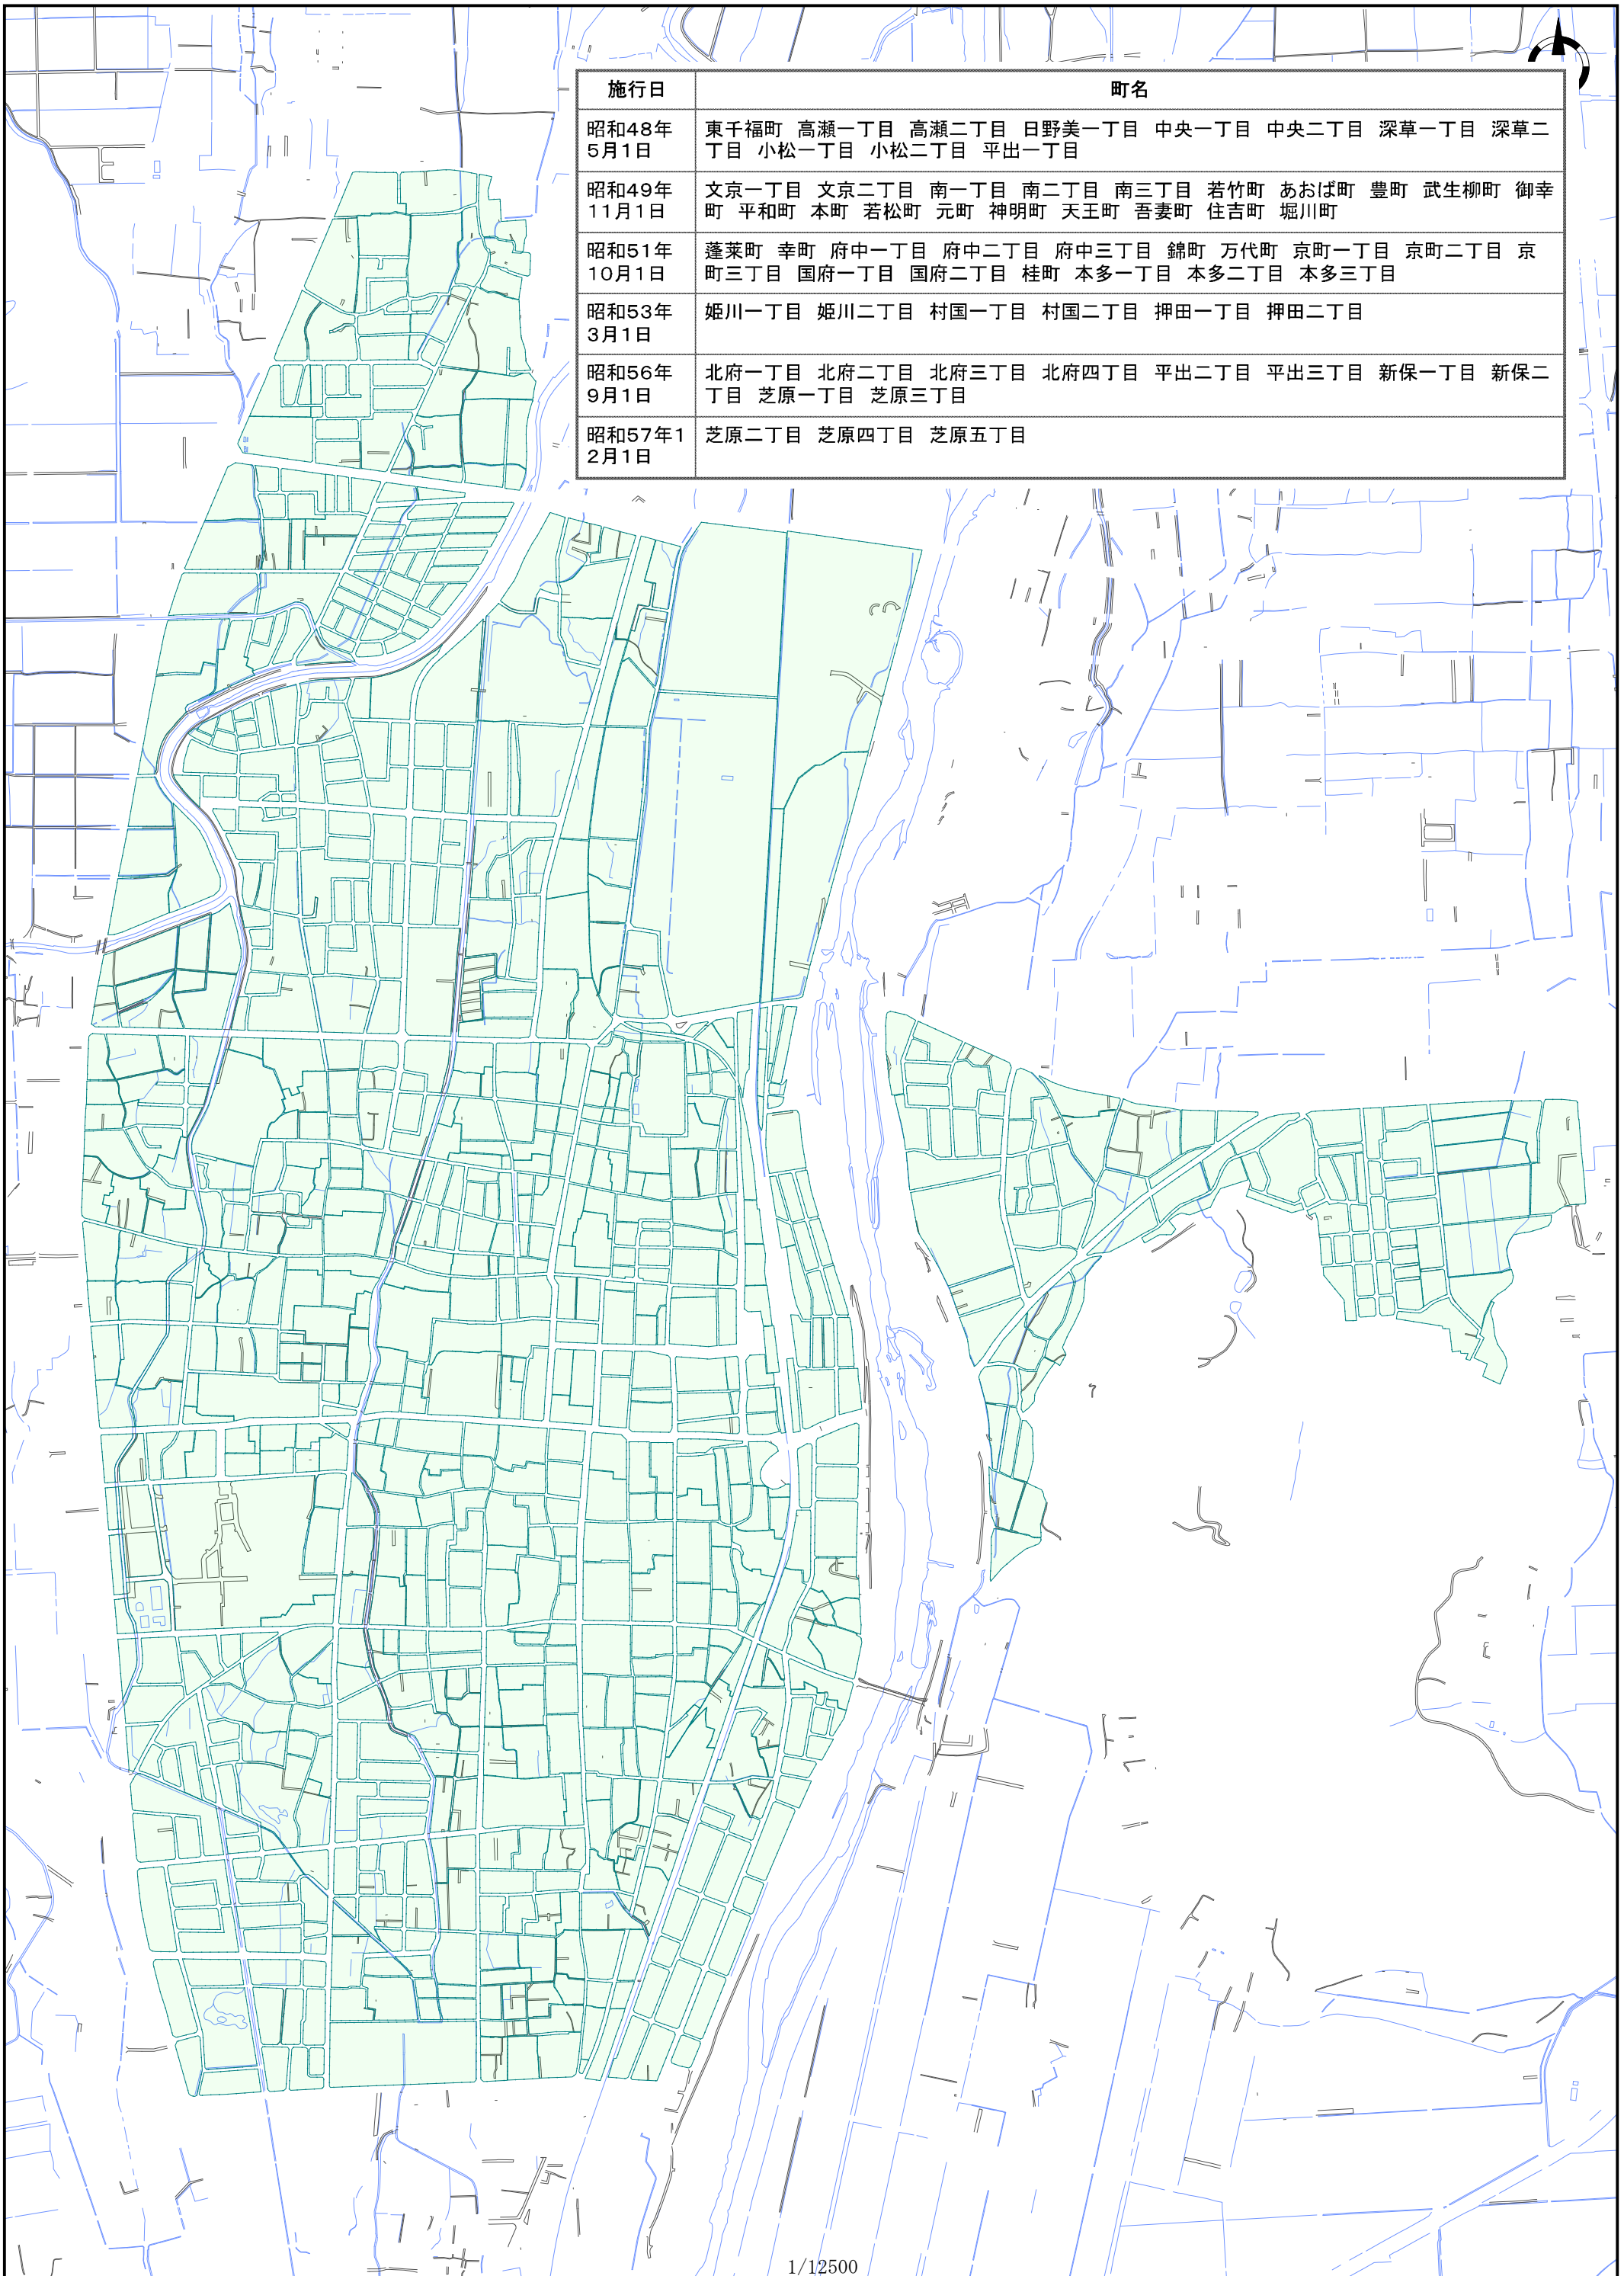 施行日 町名
昭和48年
5月1日
東千福町 高瀬一丁目 高瀬二丁目 日野美一丁目 中央一丁目 中央二丁目 深草一丁目 深草二
丁目 小松一丁目 小松二丁目 平出一丁目
昭和49年
11月1日
文京一丁目 文京二丁目 南一丁目 南二丁目 南三丁目 若竹町 あおば町 豊町 武生柳町 御幸
町 平和町 本町 若松町 元町 神明町 天王町 吾妻町 住吉町 堀川町
昭和51年
10月1日
蓬莱町 幸町 府中一丁目 府中二丁目 府中三丁目 錦町 万代町 京町一丁目 京町二丁目 京
町三丁目 国府一丁目 国府二丁目 桂町 本多一丁目 本多二丁目 本多三丁目
昭和53年
3月1日
姫川一丁目 姫川二丁目 村国一丁目 村国二丁目 押田一丁目 押田二丁目
昭和56年
9月1日
北府一丁目 北府二丁目 北府三丁目 北府四丁目 平出二丁目 平出三丁目 新保一丁目 新保二
丁目 芝原一丁目 芝原三丁目
昭和57年1
2月1日
芝原二丁目 芝原四丁目 芝原五丁目
1/12500